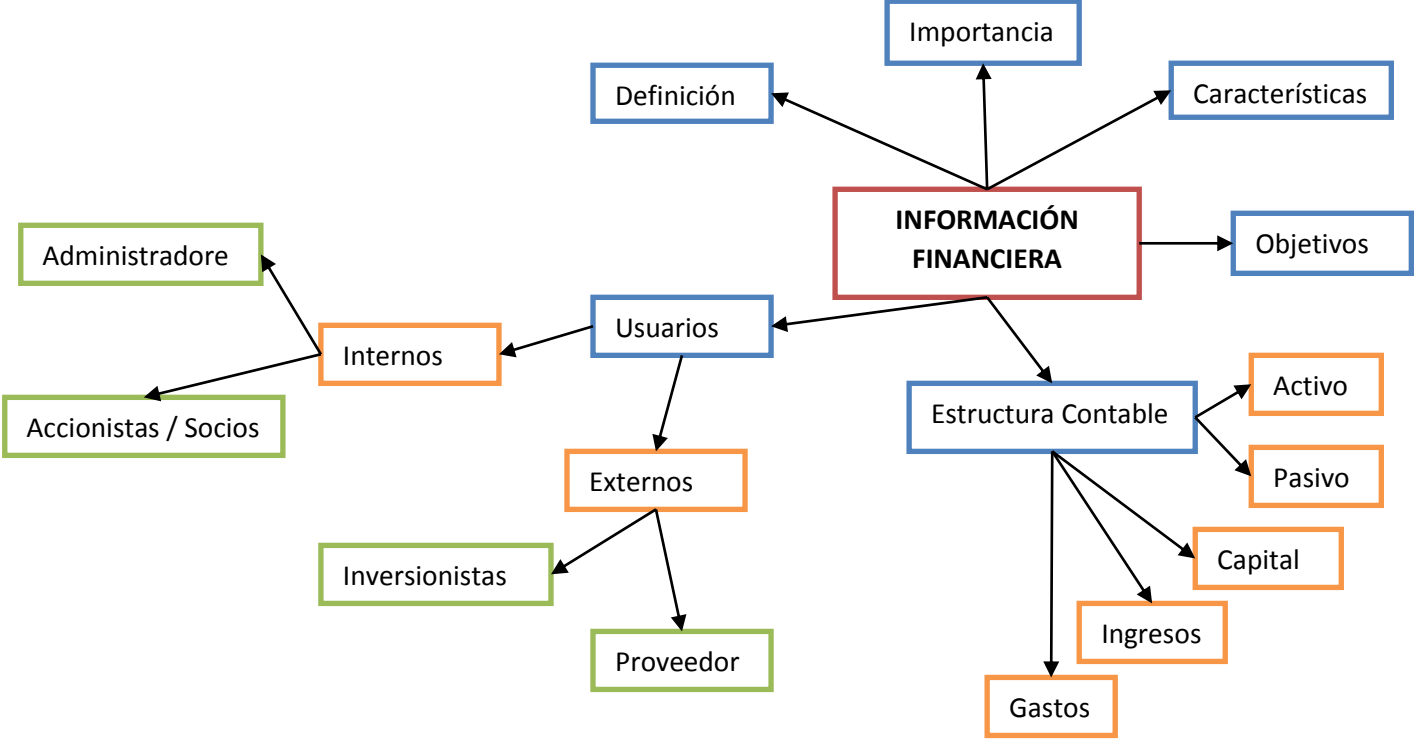 Importancia
Definición
Características
INFORMACIÓN
FINANCIERA
Objetivos
Administradore
Usuarios
Internos
Accionistas / Socios
Estructura Contable
Activo
Externos
Pasivo
Inversionistas
Capital
Ingresos
Proveedor
Gastos